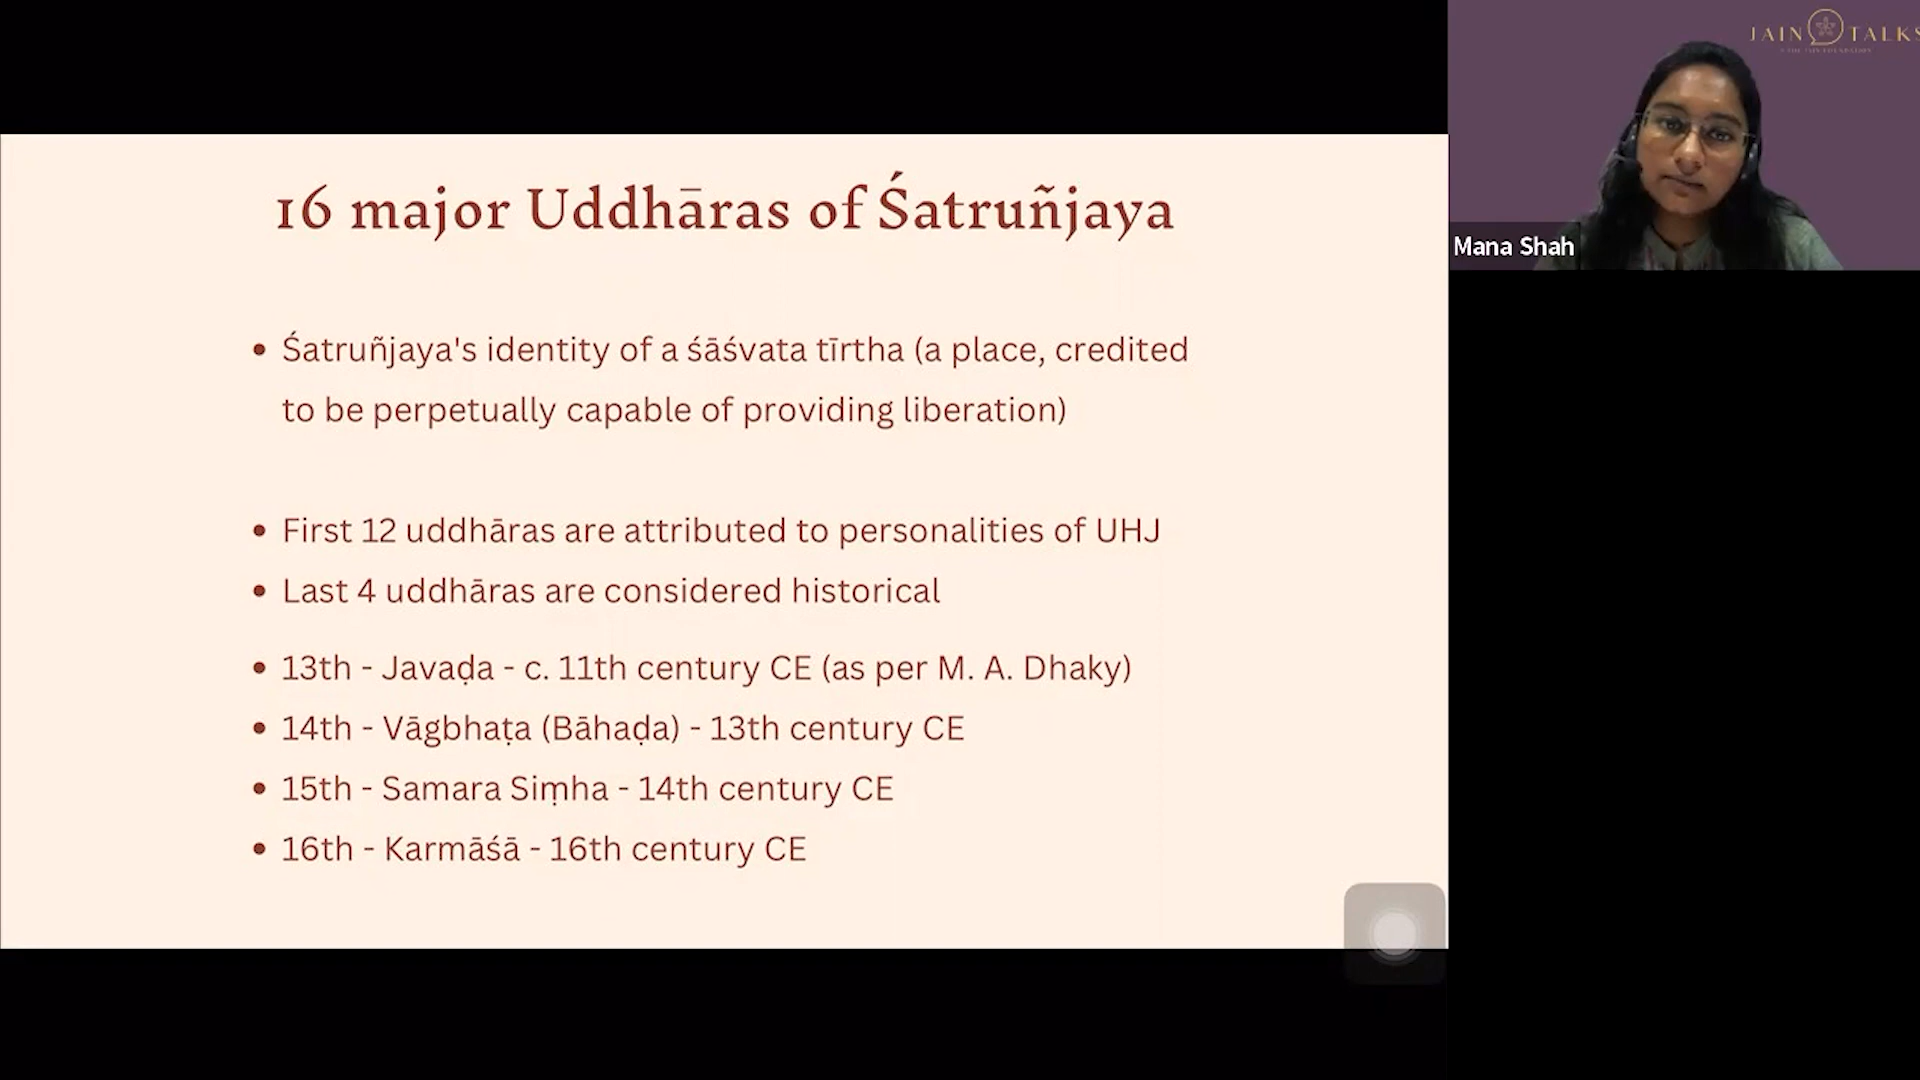 16 major Uddhāras of Śatruñjaya
• Śatruñjaya's identity of a śāśvata tīrtha (a place, credited
to be perpetually capable of providing liberation)
• First 12 uddhāras are attributed to personalities of UHJ
• Last 4 uddhāras are considered historical
• 13th - Javaḍa - c. 11th century CE (as per M. A. Dhaky)
• 14th - Vāgbhaṭa (Bāhaḍa) - 13th century CE
• 15th - Samara Siṃha - 14th century CE
• 16th - Karmāśā - 16th century CE
JAIN TALKS
Mana Shah